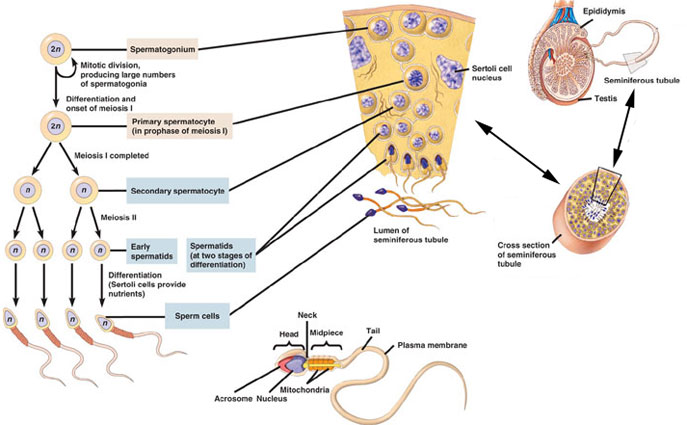 2n
Spermatogonium
Mitotic division,
producing large numbers
of spermatogonia
Differentiation and
onset of meiosis I
2n
Primary spermatocyte
(in prophase of meiosis I)
Meiosis I completed
n
n
Secondary spermatocyte
Meiosis II
n
n
n
n
Early
spermatids
Spermatids
(at two stages of
differentiation)
Differentiation
(Sertoli cells provide
nutrients)
n
n
n
n
Sperm cells
Sertoli cell
nucleus
Lumen of
seminiferous tubule
Epididymis
Seminiferous tubule
Testis
Cross section
of seminiferous
tubule
Neck
Head
Midpiece
Tail
Plasma membrane
Mitochondria
Acrosome
Nucleus